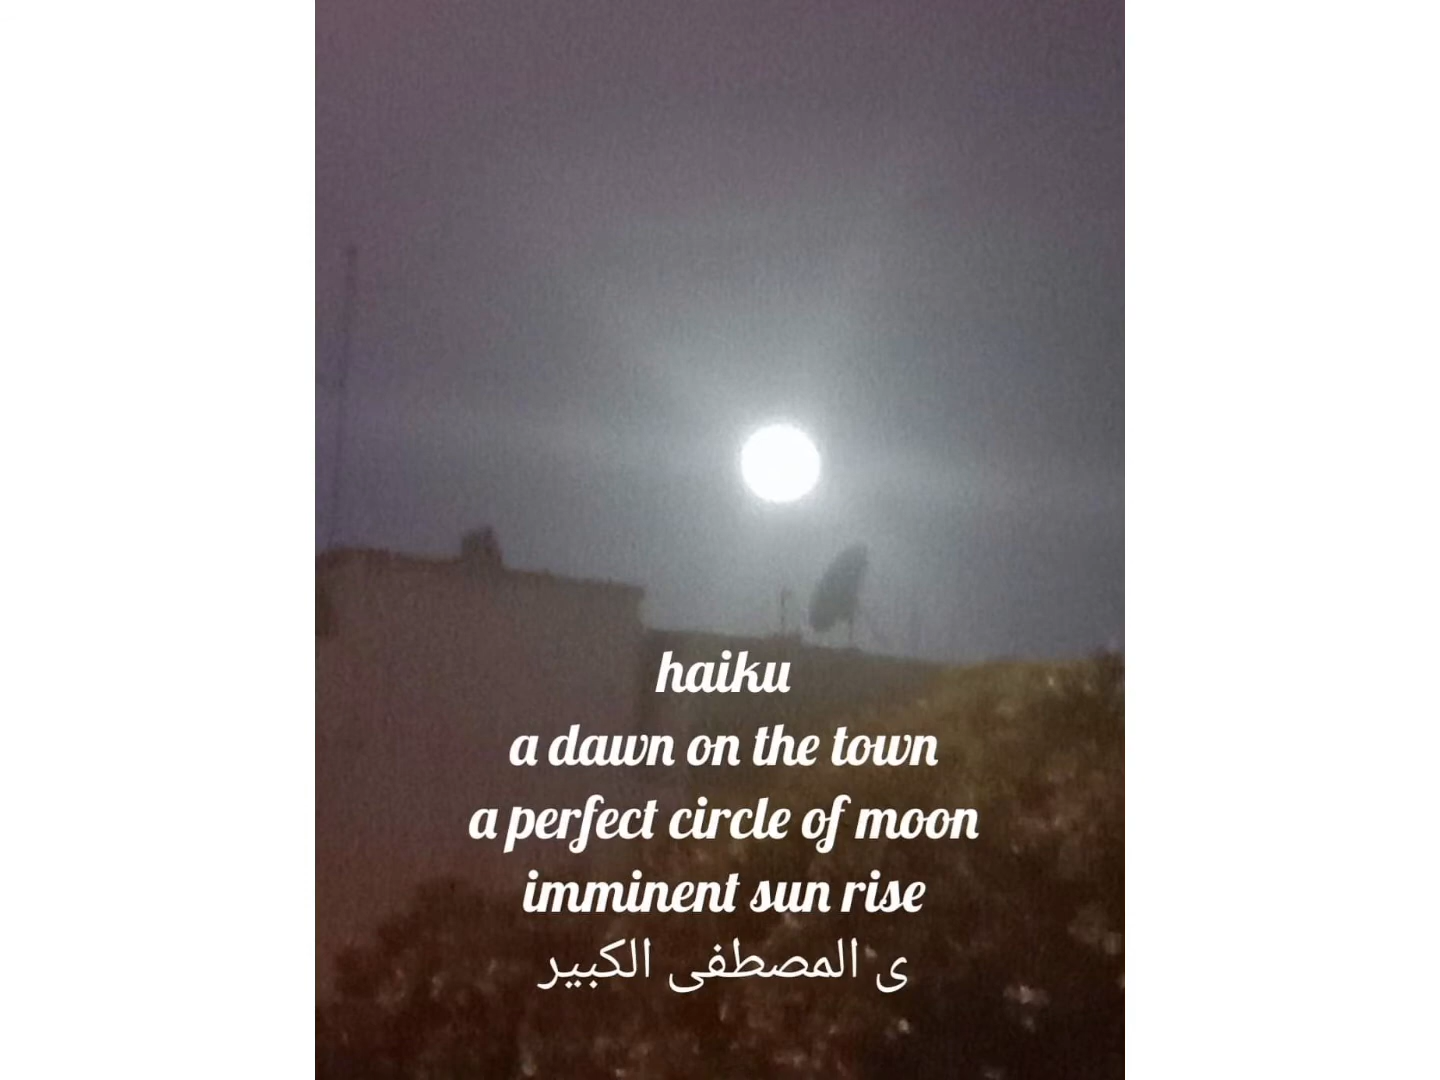 haiku
a dawn on the town
a perfect circle of moon
imminent sun rise
ى المصطفى الكبير